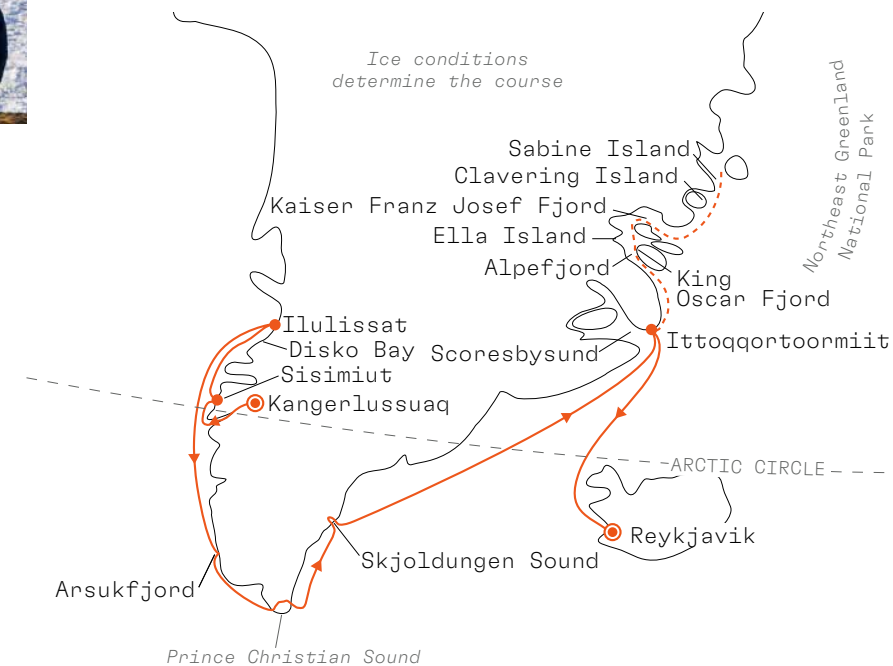 Ice conditions
determine the course
Northeast Greenland
National Park
Sabine Island
Clavering Island
Kaiser Franz Josef Fjord
Ella Island
Alpefjord
King
Oscar Fjord
Ilulissat
Disko Bay
Scoresbysund
Ittoqqortoormiit
Sisimiut
Kangerlussuaq
ARCTIC CIRCLE
Reykjavik
Skjoldungen Sound
Arsukfjord
Prince Christian Sound